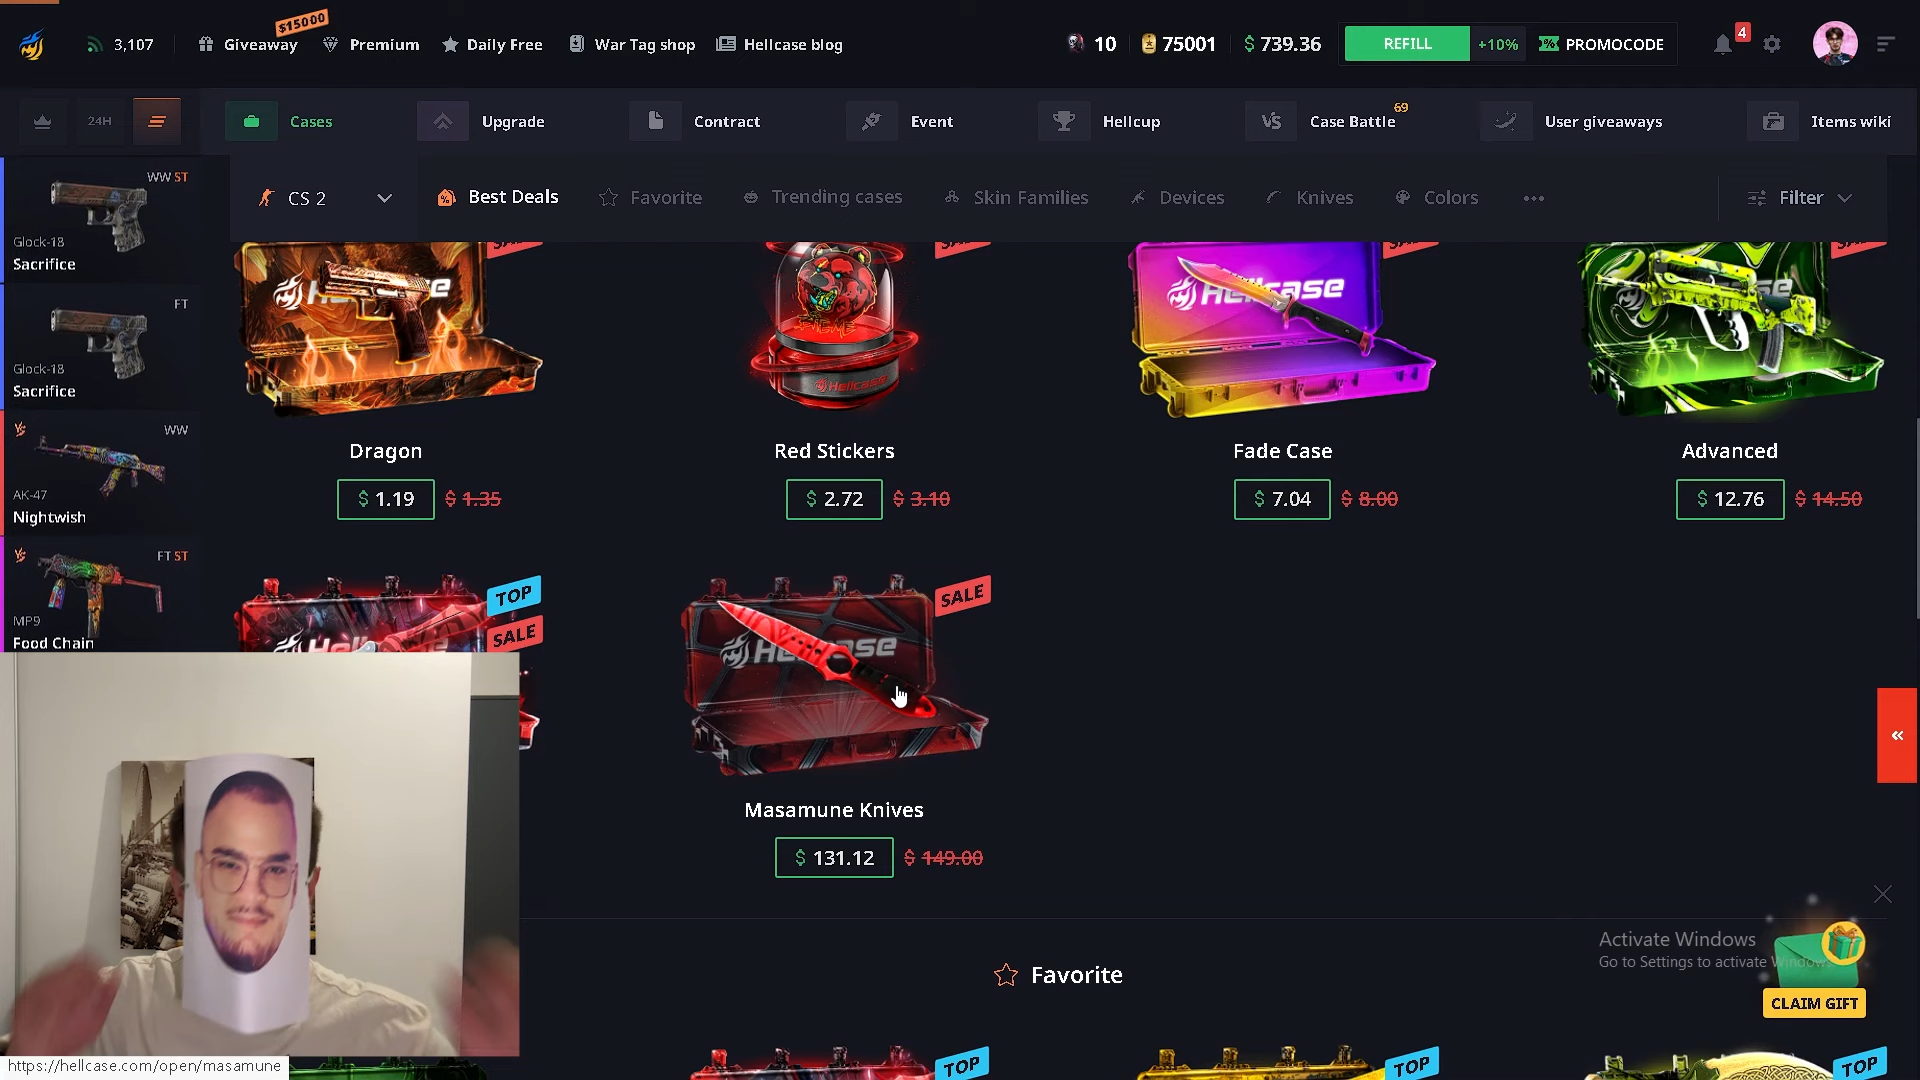 $15000
3,107
Giveaway
Premium
Daily Free
War Tag shop
Hellcase blog
10
75001
$ 739.36
REFILL
+10%
PROMOCODE
4
24H
Cases
Upgrade
Contract
Event
Hellcup
Case Battle
69
User giveaways
Items wiki
CS 2
Best Deals
Favorite
Trending cases
Skin Families
Devices
Knives
Colors
Filter
WW ST
Glock-18
Sacrifice
FT
Glock-18
Sacrifice
WW
AK-47
Nightwish
FT ST
MP9
Food Chain
Hellcase
Hellcase
Dragon
$ 1.19 $ 1.35
Red Stickers
$ 2.72 $ 3.10
Fade Case
$ 7.04 $ 8.00
Advanced
$ 12.76 $ 14.50
TOP
SALE
SALE
Masamune Knives
$ 131.12 $ 149.00
Favorite
Activate Windows
Go to Settings to activate Windows.
CLAIM GIFT
TOP
TOP
TOP
https://hellcase.com/open/masamune